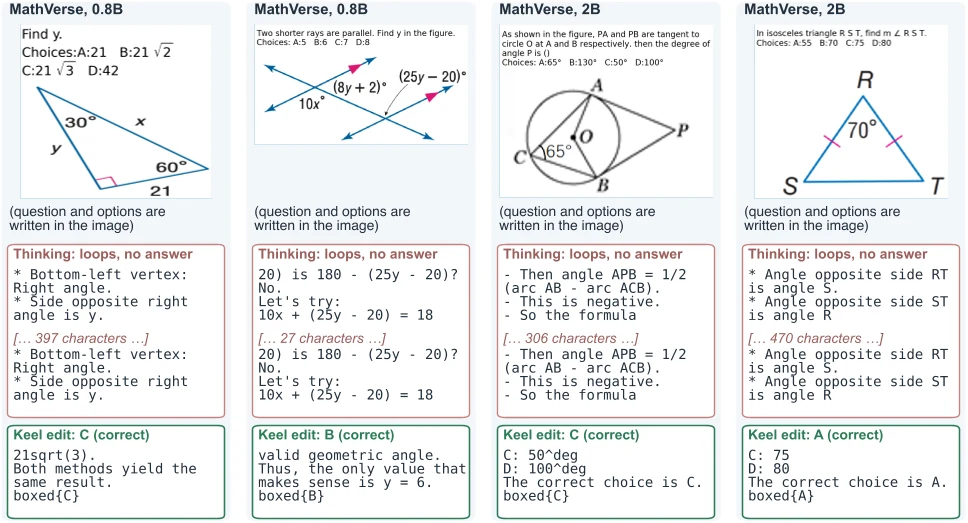 MathVerse, 0.8B
Find y.
Choices:A:21 B:21 √2
C:21 √3 D:42
30°
x
y
60°
21
(question and options are
written in the image)
Thinking: loops, no answer
* Bottom-left vertex:
Right angle.
* Side opposite right
angle is y.
[... 397 characters ...]
* Bottom-left vertex:
Right angle.
* Side opposite right
angle is y.
Keel edit: C (correct)
21sqrt(3).
Both methods yield the
same result.
boxed{C}
MathVerse, 0.8B
Two shorter rays are parallel. Find y in the figure.
Choices: A:5 B:6 C:7 D:8
(25y − 20)°
(8y + 2)°
10x°
(question and options are
written in the image)
Thinking: loops, no answer
20) is 180 - (25y - 20)?
No.
Let's try:
10x + (25y - 20) = 18
[... 27 characters ...]
20) is 180 - (25y - 20)?
No.
Let's try:
10x + (25y - 20) = 18
Keel edit: B (correct)
valid geometric angle.
Thus, the only value that
makes sense is y = 6.
boxed{B}
MathVerse, 2B
As shown in the figure, PA and PB are tangent to
circle O at A and B respectively. then the degree of
angle P is ()
Choices: A:65° B:130° C:50° D:100°
A
O
P
C
65°
B
(question and options are
written in the image)
Thinking: loops, no answer
- Then angle APB = 1/2
(arc AB - arc ACB).
- This is negative.
- So the formula
[... 306 characters ...]
- Then angle APB = 1/2
(arc AB - arc ACB).
- This is negative.
- So the formula
Keel edit: C (correct)
C: 50^deg
D: 100^deg
The correct choice is C.
boxed{C}
MathVerse, 2B
In isosceles triangle R S T, find m ∠ R S T.
Choices: A:55 B:70 C:75 D:80
R
70°
S
T
(question and options are
written in the image)
Thinking: loops, no answer
* Angle opposite side RT
is angle S.
* Angle opposite side ST
is angle R
[... 470 characters ...]
* Angle opposite side RT
is angle S.
* Angle opposite side ST
is angle R
Keel edit: A (correct)
C: 75
D: 80
The correct choice is A.
boxed{A}